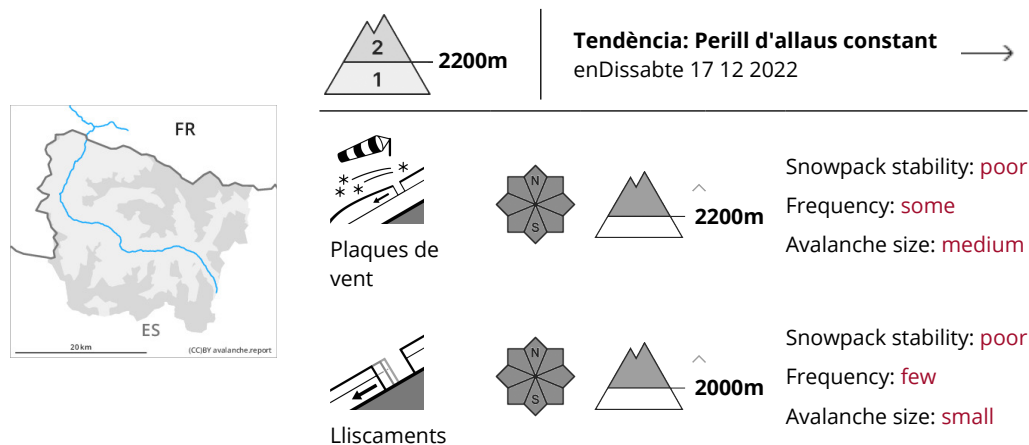 2
1
2200m
Tendència: Perill d'allaus constant
enDissabte 17 12 2022
FR
ES
20 km
(CC)BY avalanche.report
N
S
2200m
Plaques de
vent
Snowpack stability: poor
Frequency: some
Avalanche size: medium
N
S
2000m
Lliscaments
Snowpack stability: poor
Frequency: few
Avalanche size: small